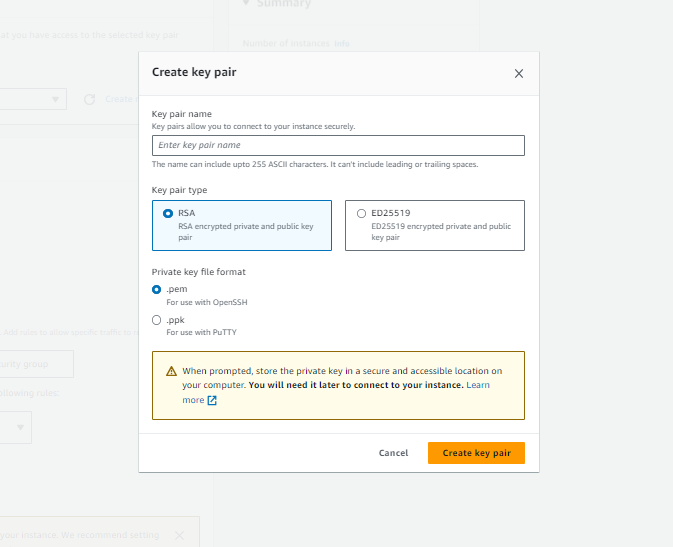 Summary
at you have access to the selected key pair
Number of instances. Info
Create key pair
Key pair name
Key pairs allow you to connect to your instance securely.
Enter key pair name
The name can include upto 255 ASCII characters. It can't include leading or trailing spaces.
Key pair type
RSA
RSA encrypted private and public key
pair
ED25519
ED25519 encrypted private and public
key pair
Private key file format
.pem
For use with OpenSSH
.ppk
For use with PuTTY
Add rules to allow specific traffic to
urity group
ollowing rules:
When prompted, store the private key in a secure and accessible location on
your computer. You will need it later to connect to your instance. Learn
more
Cancel
Create key pair
your instance. We recommend setting